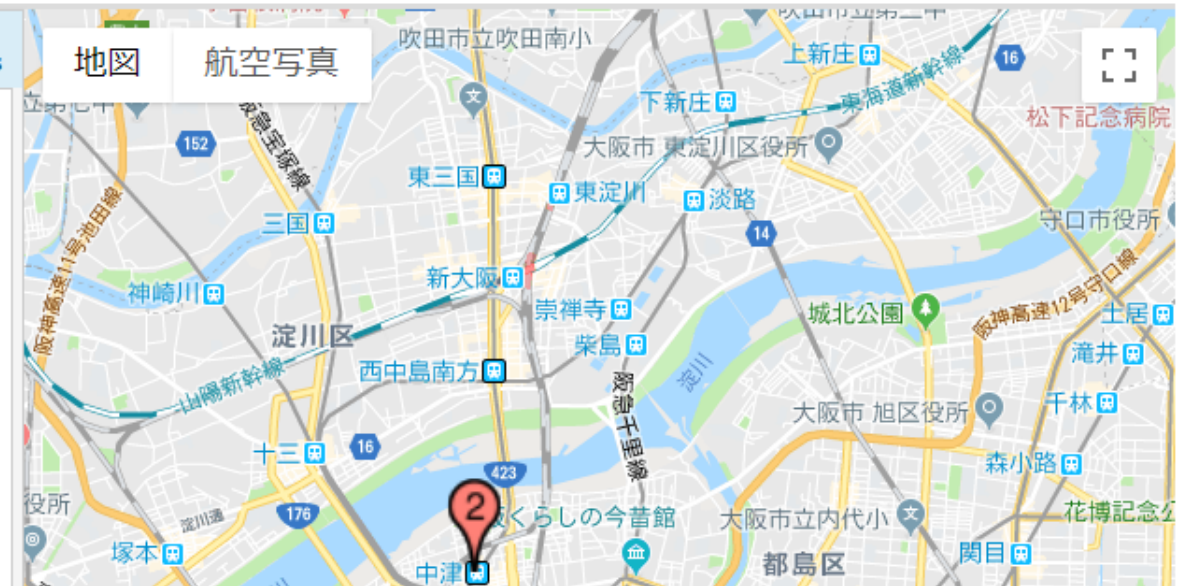 地図
航空写真
吹田市立吹田南小
上新庄
16
東海道新幹線
下新庄
松下記念病院
152
阪急宝塚線
大阪市 東淀川区役所
東三国
東淀川
淡路
阪神高速11号池田線
三国
14
守口市役所
新大阪
神崎川
崇禅寺
城北公園
阪神高速12号守口線
土居
淀川区
柴島
滝井
西中島南方
淀川
山陽新幹線
阪急千里線
千林
大阪市 旭区役所
十三
16
森小路
423
役所
淀川通
176
2
くらしの今昔館
大阪市立内代小
花博記念公
塚本
中津
都島区
関目